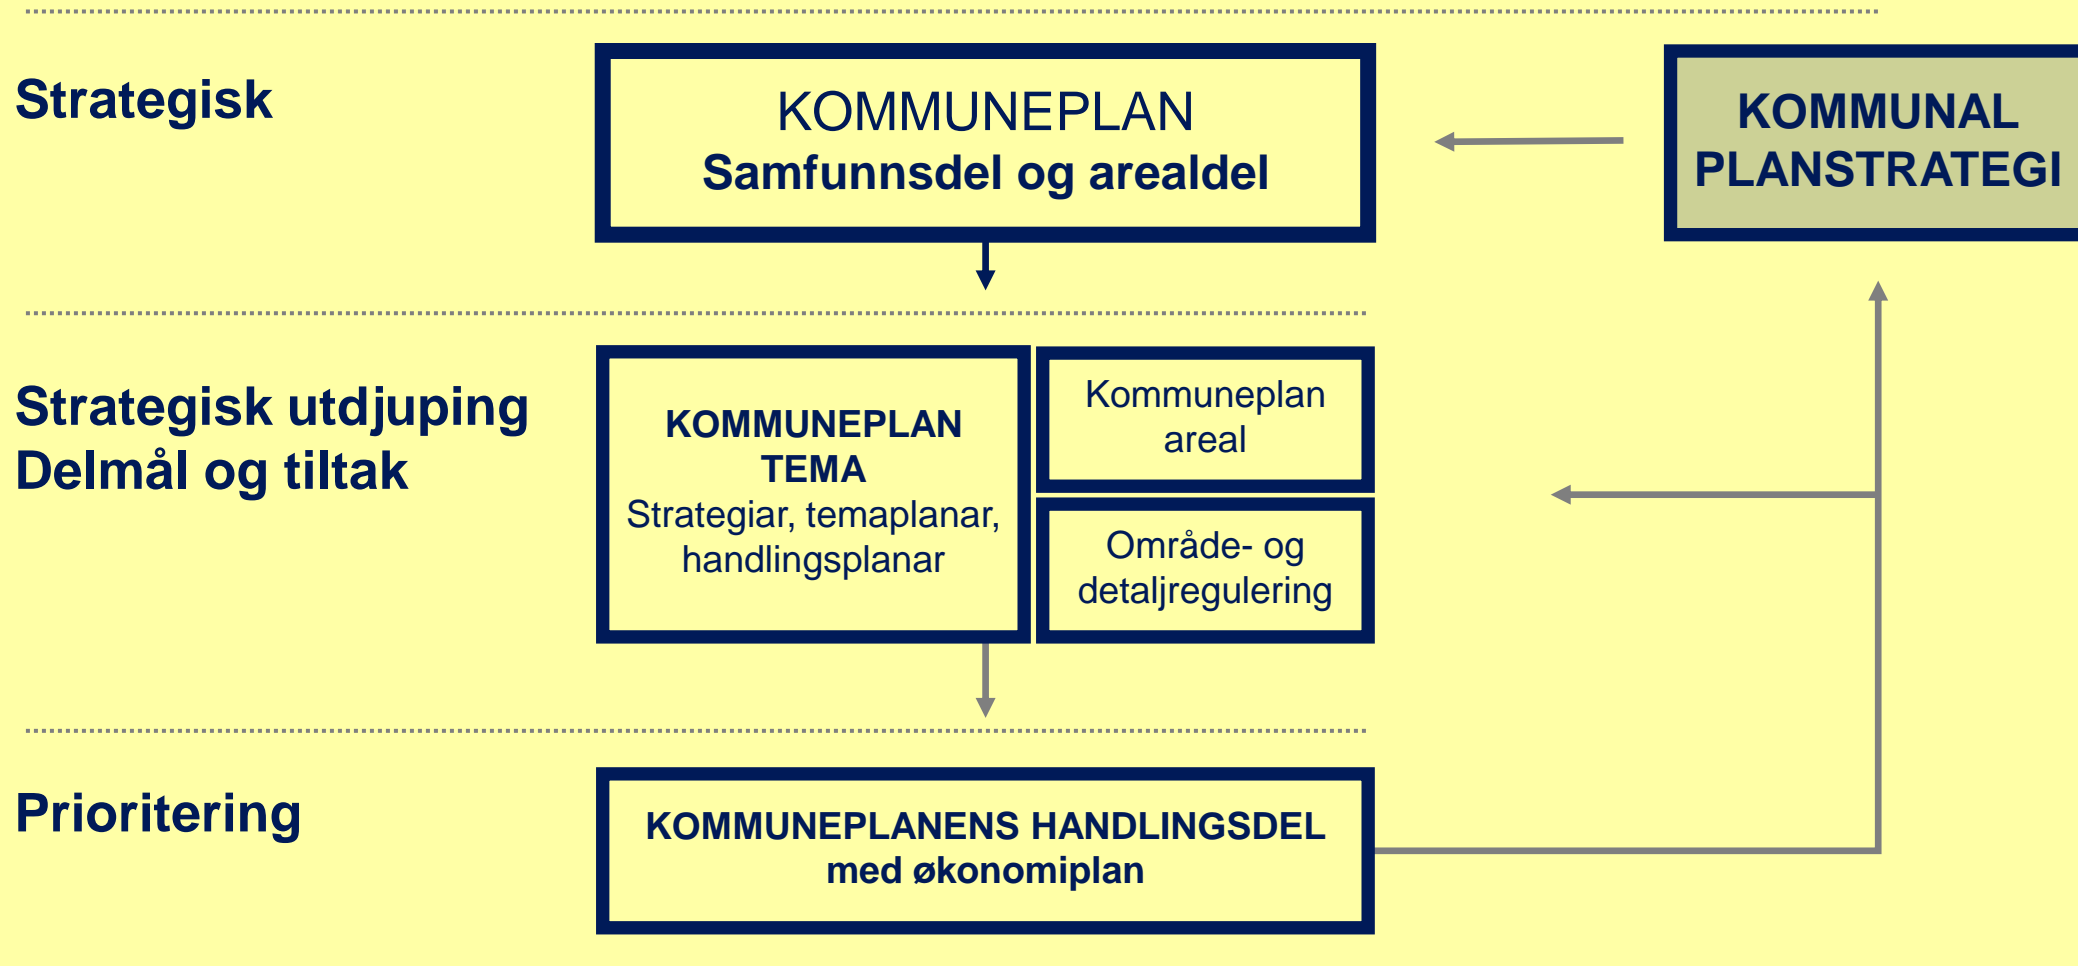 Strategisk
KOMMUNEPLAN
Samfunnsdel og arealdel
KOMMUNAL
PLANSTRATEGI
Strategisk utdjuping
Delmål og tiltak
KOMMUNEPLAN
TEMA
Strategiar, temaplanar,
handlingsplanar
Kommuneplan
areal
Område- og
detaljregulering
Prioritering
KOMMUNEPLANENS HANDLINGSDEL
med økonomiplan